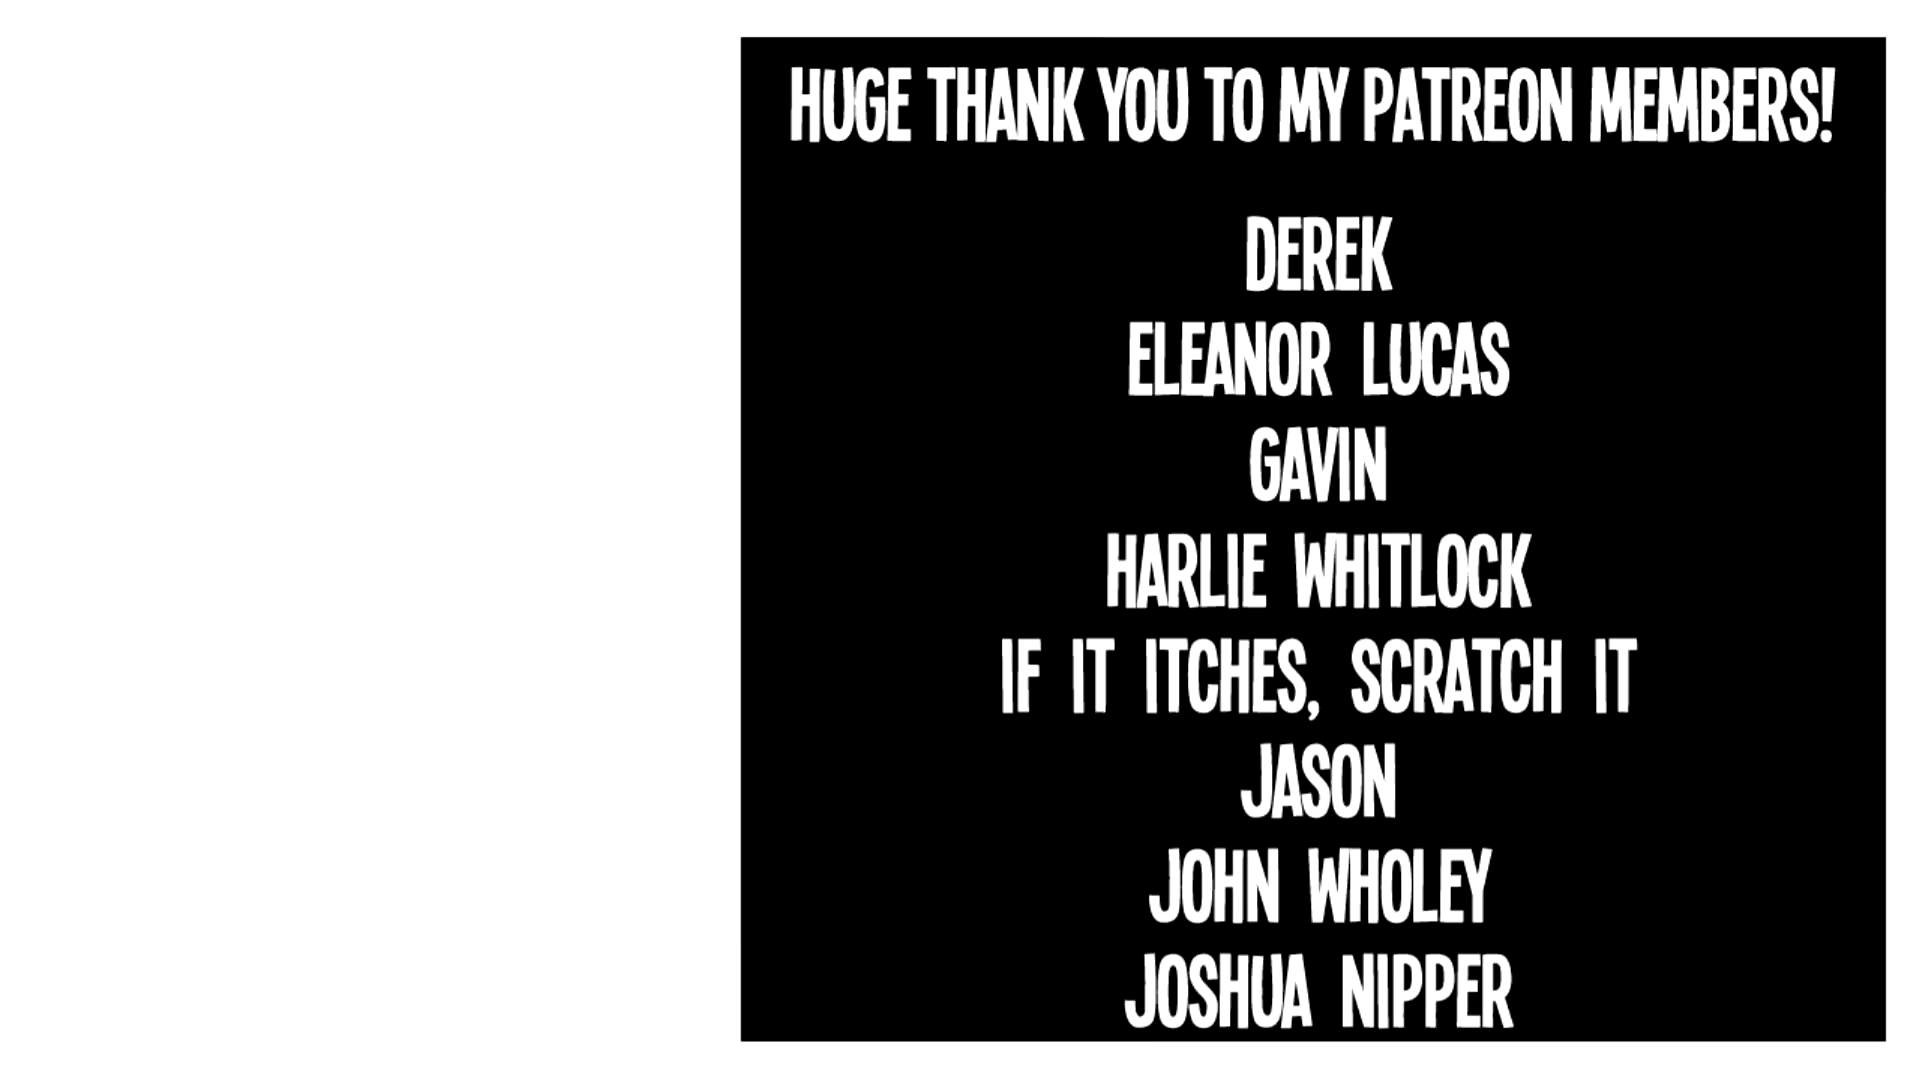 HUGE THANK YOU TO MY PATREON MEMBERS!
DEREK
ELEANOR LUCAS
GAVIN
HARLIE WHITLOCK
IF IT ITCHES, SCRATCH IT
JASON
JOHN WHOLEY
JOSHUA NIPPER